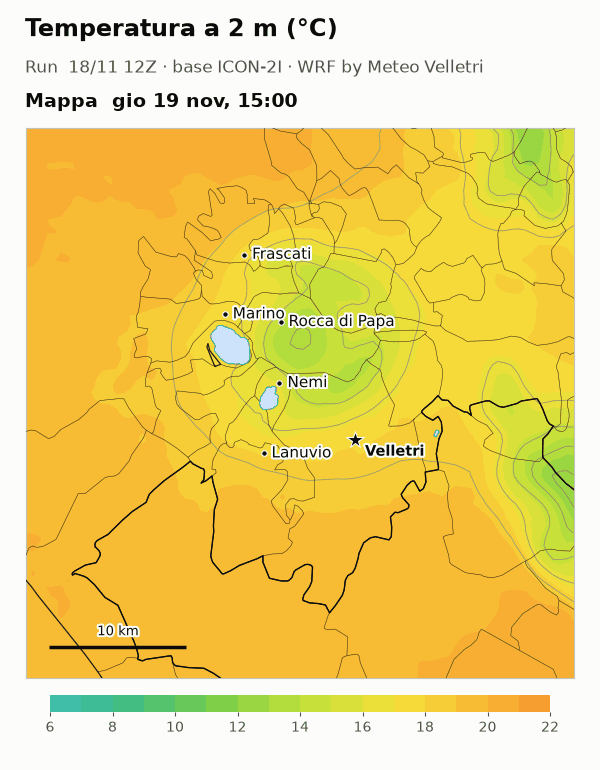 Temperatura a 2 m (°C)
Run  18/11 12Z · base ICON-2I · WRF by Meteo Velletri
Mappa  gio 19 nov, 15:00
Frascati
Marino
Rocca di Papa
Nemi
Velletri
Lanuvio
10 km
6 8 10 12 14 16 18 20 22